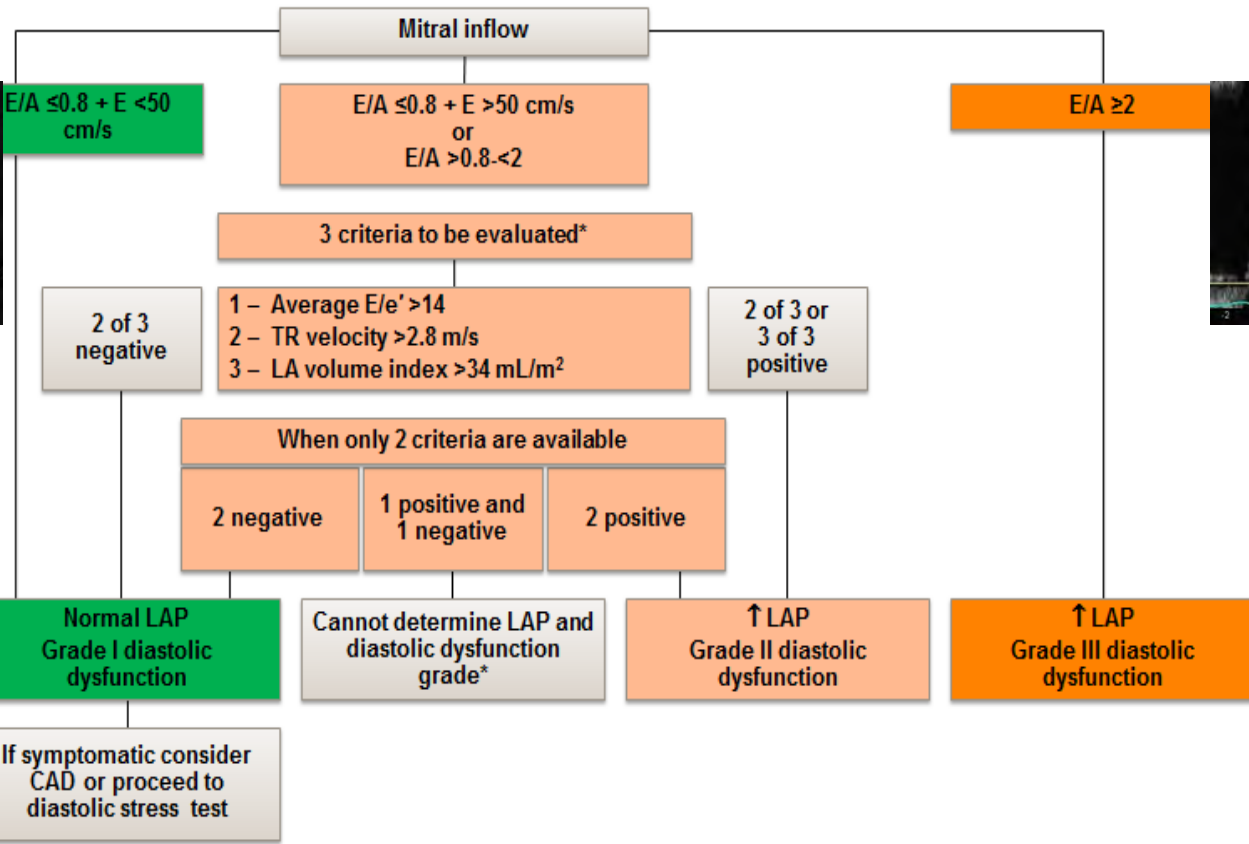 Mitral inflow
E/A ≤0.8 + E <50
cm/s
E/A ≤0.8 + E >50 cm/s
or
E/A >0.8-<2
E/A ≥2
3 criteria to be evaluated*
2 of 3
negative
1 – Average E/e′ >14
2 – TR velocity >2.8 m/s
3 – LA volume index >34 mL/m²
2 of 3 or
3 of 3
positive
-2
When only 2 criteria are available
2 negative
1 positive and
1 negative
2 positive
Normal LAP
Grade I diastolic
dysfunction
Cannot determine LAP and
diastolic dysfunction
grade*
↑ LAP
Grade II diastolic
dysfunction
↑ LAP
Grade III diastolic
dysfunction
If symptomatic consider
CAD or proceed to
diastolic stress test